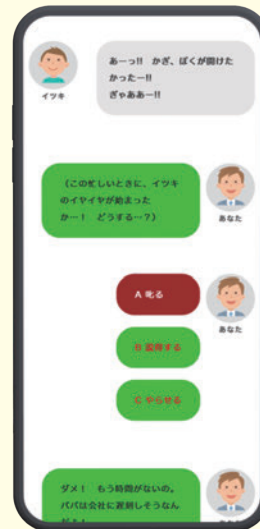 あーっ!!　かぎ、ぼくが開けた
かったー!!
ぎゃああー!!
イツキ
（この忙しいときに、イツキ
のイヤイヤが始まった
かー！　どうする…？）
あなた
A 叱る
あなた
B 説得する
C やらせる
ダメ！　もう時間がないの。
パパは会社に遅刻しそうなん